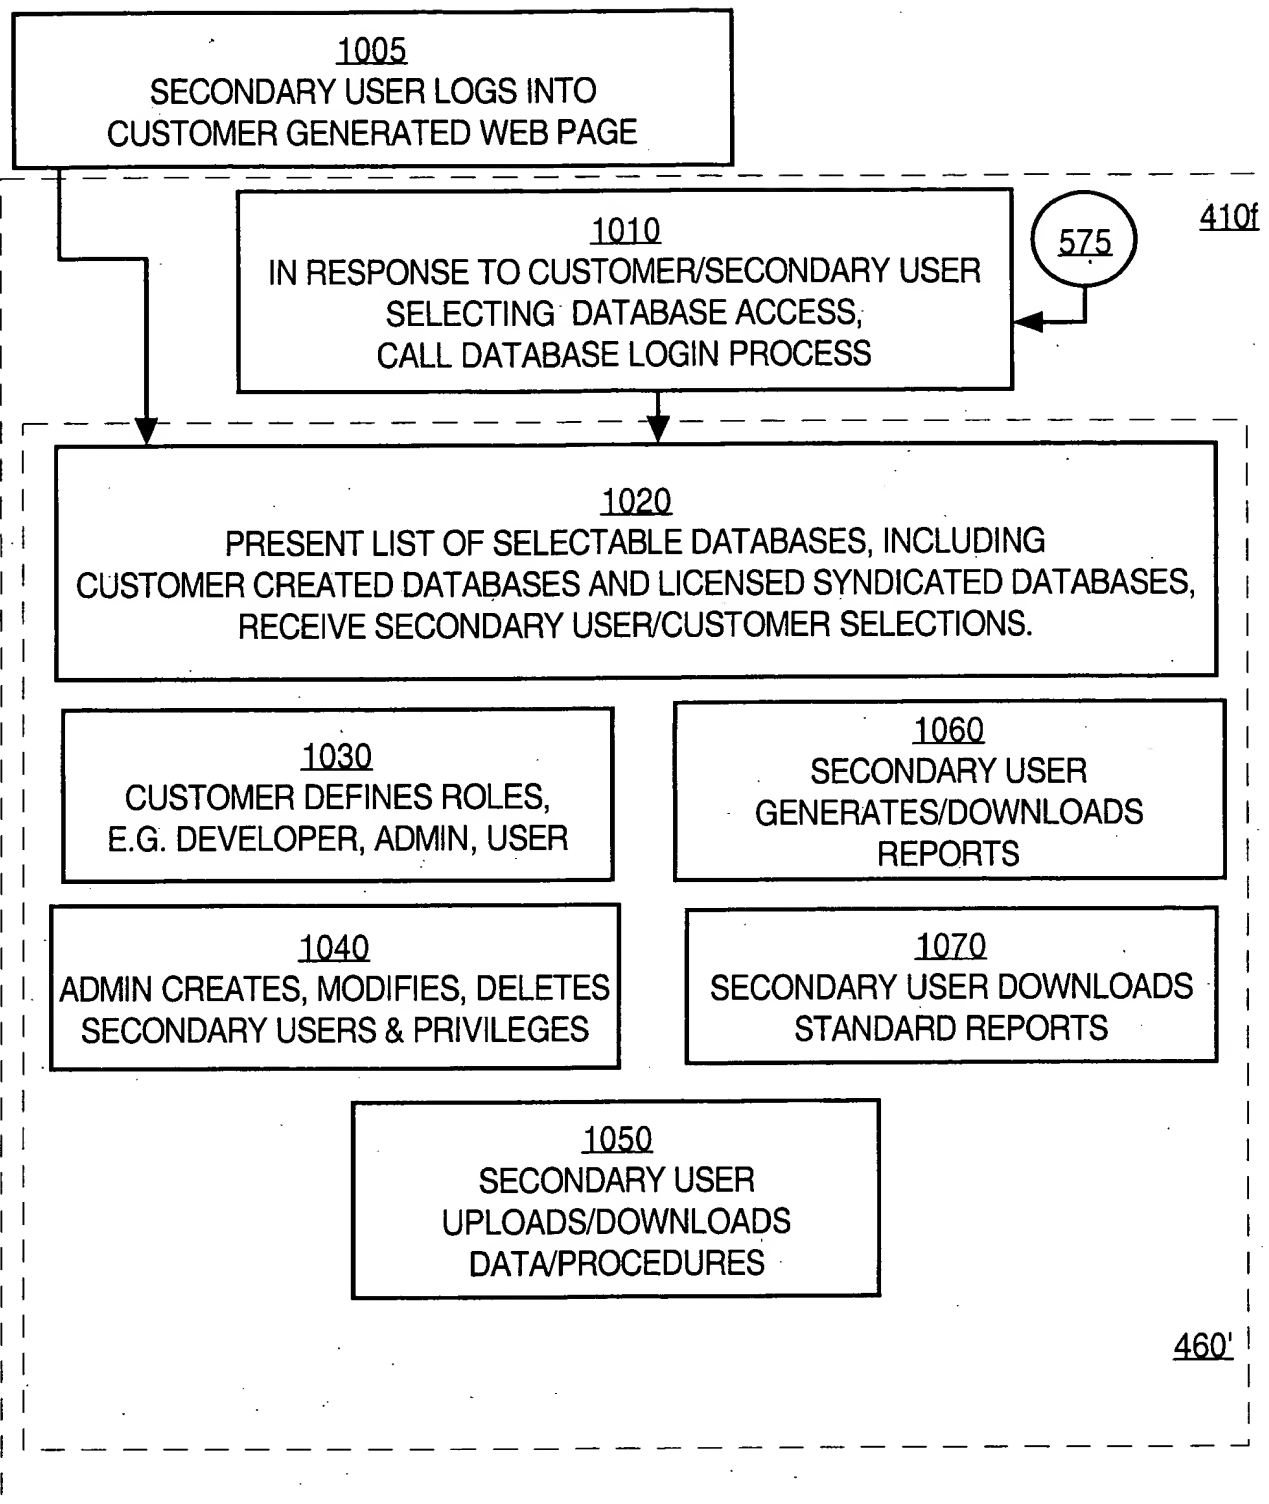 1005
SECONDARY USER LOGS INTO
CUSTOMER GENERATED WEB PAGE
410f
1010
IN RESPONSE TO CUSTOMER/SECONDARY USER
SELECTING DATABASE ACCESS,
CALL DATABASE LOGIN PROCESS
575
1020
PRESENT LIST OF SELECTABLE DATABASES, INCLUDING
CUSTOMER CREATED DATABASES AND LICENSED SYNDICATED DATABASES,
RECEIVE SECONDARY USER/CUSTOMER SELECTIONS.
1030
CUSTOMER DEFINES ROLES,
E.G. DEVELOPER, ADMIN, USER
1060
SECONDARY USER
GENERATES/DOWNLOADS
REPORTS
1040
ADMIN CREATES, MODIFIES, DELETES
SECONDARY USERS & PRIVILEGES
1070
SECONDARY USER DOWNLOADS
STANDARD REPORTS
1050
SECONDARY USER
UPLOADS/DOWNLOADS
DATA/PROCEDURES
460'